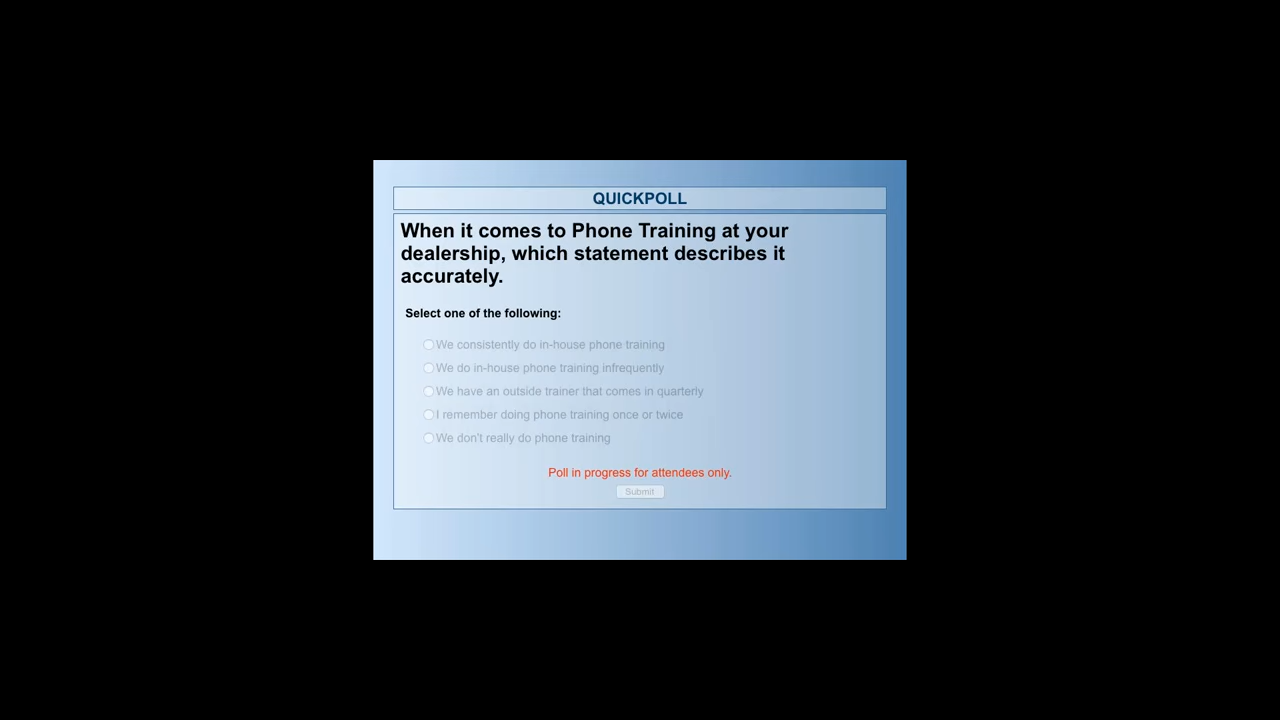 QUICKPOLL
When it comes to Phone Training at your
dealership, which statement describes it
accurately.
Select one of the following:
We consistently do in-house phone training
We do in-house phone training infrequently
We have an outside trainer that comes in quarterly
I remember doing phone training once or twice
We don't really do phone training
Poll in progress for attendees only.
Submit